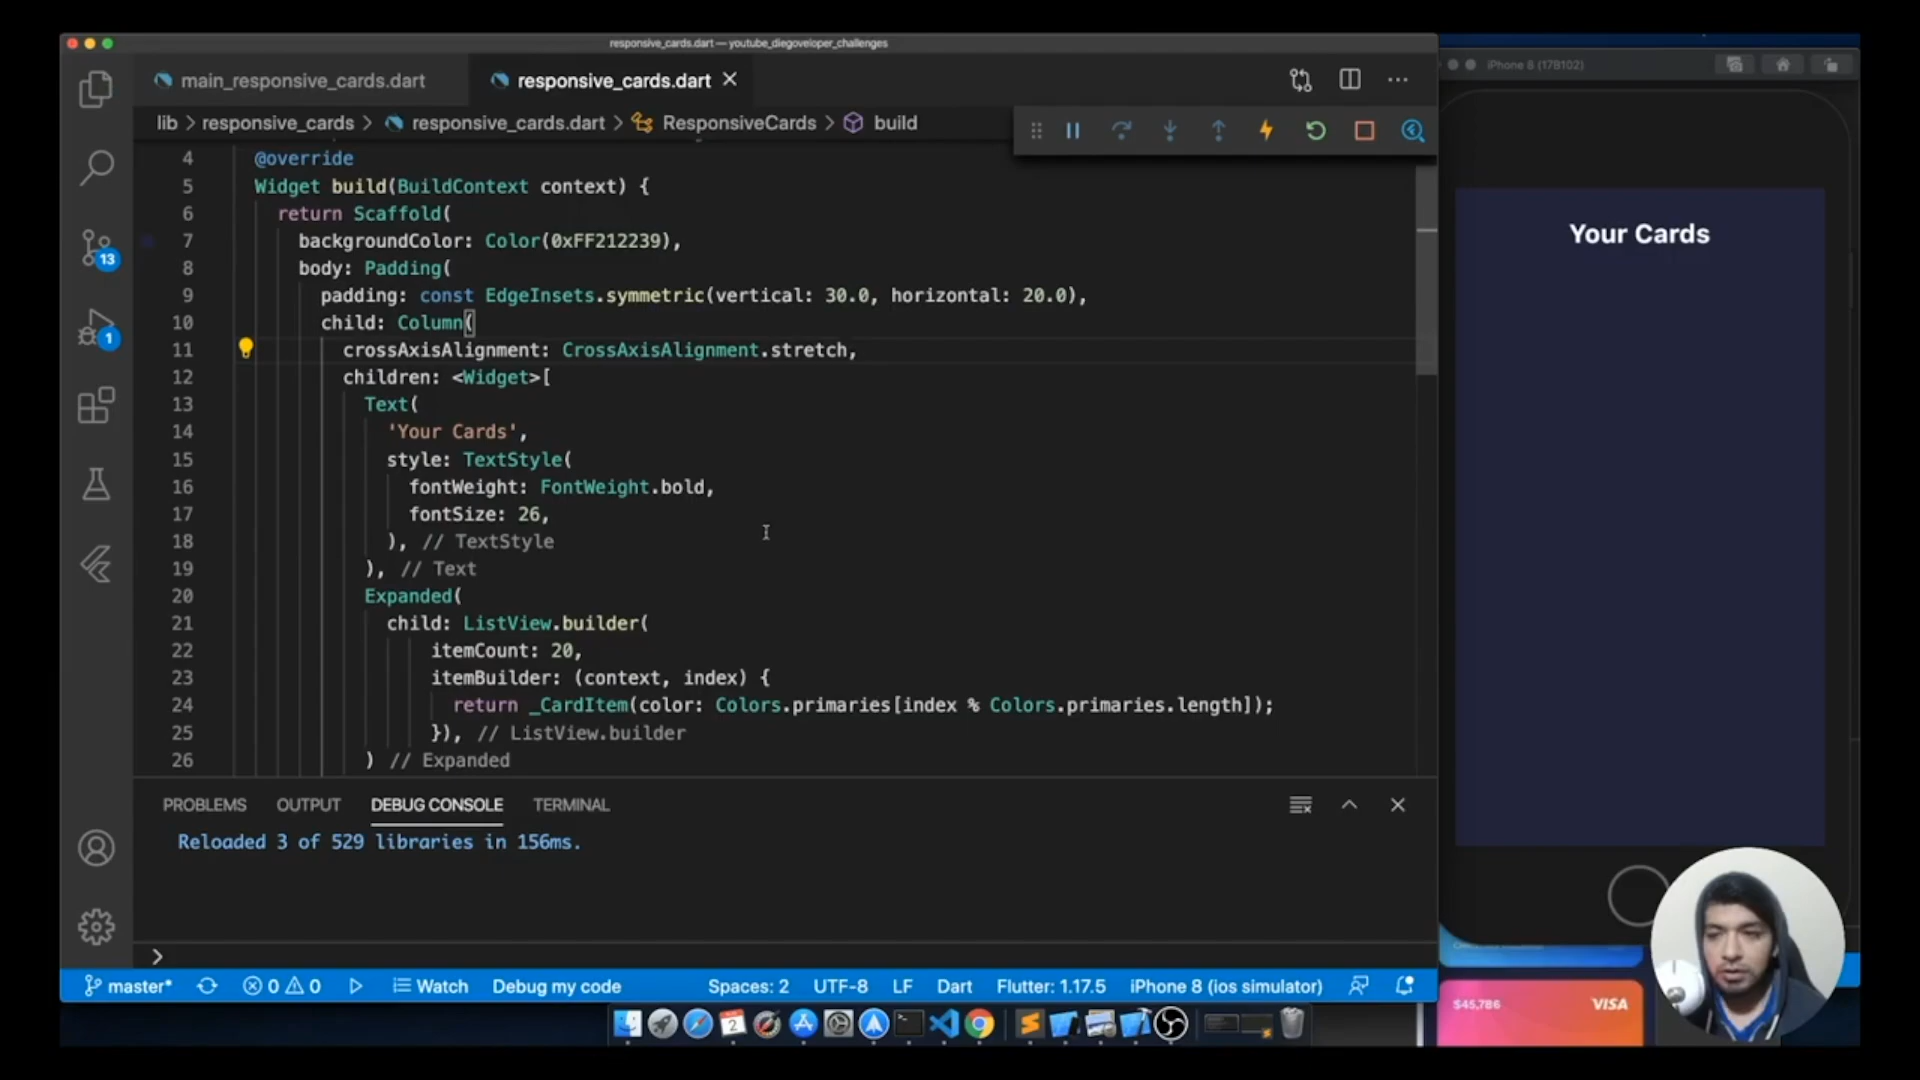 responsive_cards.dart — youtube_diegoveloper_challenges
main_responsive_cards.dart
responsive_cards.dart
lib > responsive_cards > responsive_cards.dart > ResponsiveCards > build
4 @override
5 Widget build(BuildContext context) {
6 return Scaffold(
7 backgroundColor: Color(0xFF212239),
8 body: Padding(
9 padding: const EdgeInsets.symmetric(vertical: 30.0, horizontal: 20.0),
10 child: Column(
11 crossAxisAlignment: CrossAxisAlignment.stretch,
12 children: <Widget>[
13 Text(
14 'Your Cards',
15 style: TextStyle(
16 fontWeight: FontWeight.bold,
17 fontSize: 26,
18 ), // TextStyle
19 ), // Text
20 Expanded(
21 child: ListView.builder(
22 itemCount: 20,
23 itemBuilder: (context, index) {
24 return _CardItem(color: Colors.primaries[index % Colors.primaries.length]);
25 }), // ListView.builder
26 ) // Expanded
13
1
PROBLEMS OUTPUT DEBUG CONSOLE TERMINAL
Reloaded 3 of 529 libraries in 156ms.
master* 0 0 Watch Debug my code Spaces: 2 UTF-8 LF Dart Flutter: 1.17.5 iPhone 8 (ios simulator)
2
iPhone 8 (17B102)
Your Cards
$45,786 VISA